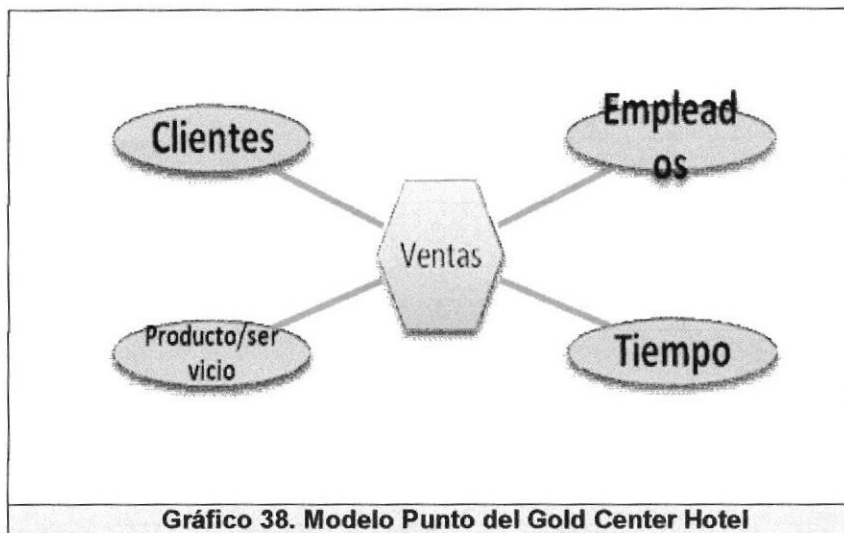 Clientes
Emplead
os
Ventas
Producto/ser
vicio
Tiempo
Gráfico 38. Modelo Punto del Gold Center Hotel